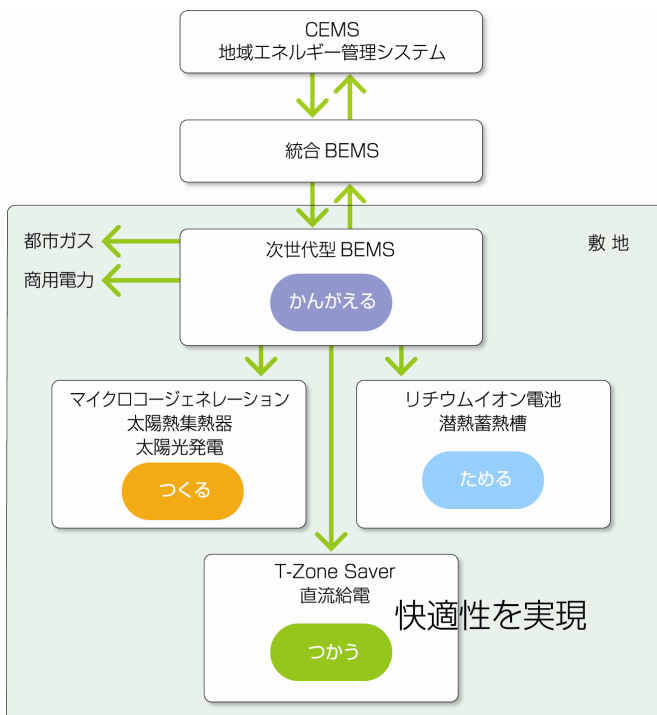 CEMS
地域エネルギー管理システム
統合 BEMS
都市ガス
商用電力
次世代型 BEMS
かんがえる
敷 地
マイクロコージェネレーション
太陽熱集熱器
太陽光発電
つくる
リチウムイオン電池
潜熱蓄熱槽
ためる
T-Zone Saver
直流給電
快適性を実現
つかう